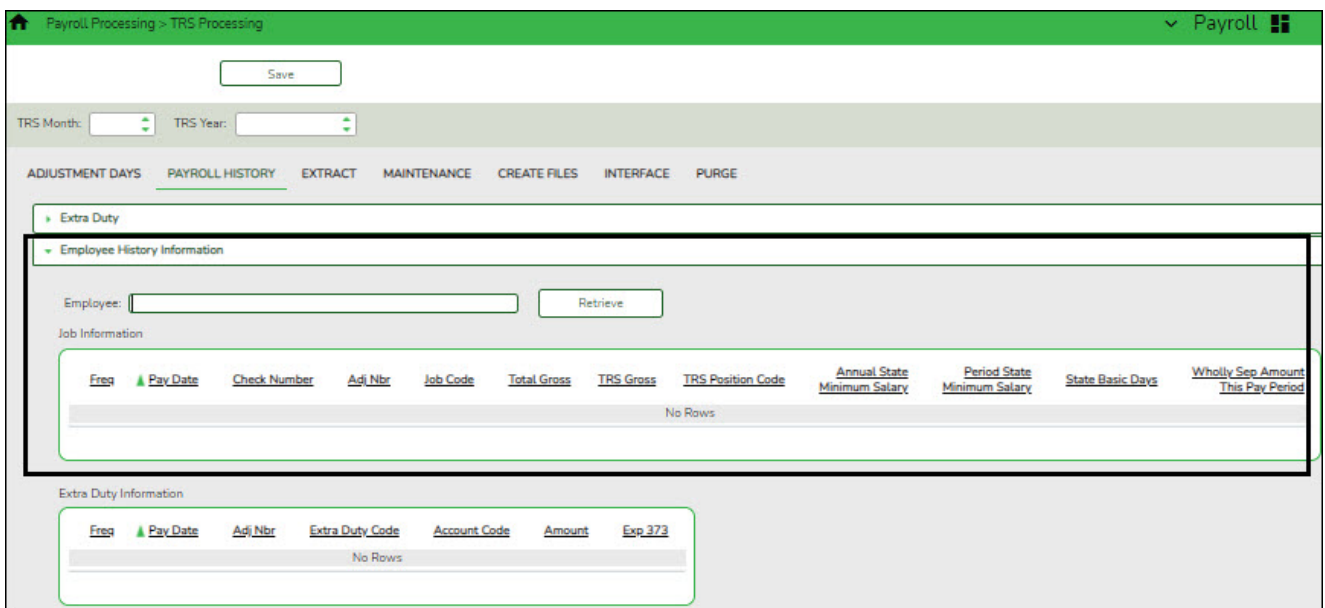 Payroll Processing > TRS Processing Payroll
Save
TRS Month: TRS Year:
ADJUSTMENT DAYS PAYROLL HISTORY EXTRACT MAINTENANCE CREATE FILES INTERFACE PURGE
Extra Duty
Employee History Information
Employee: Retrieve
Job Information
Freq Pay Date Check Number Adj Nbr Job Code Total Gross TRS Gross TRS Position Code Annual State Minimum Salary Period State Minimum Salary State Basic Days Wholly Sep Amount This Pay Period
No Rows
Extra Duty Information
Freq Pay Date Adj Nbr Extra Duty Code Account Code Amount Exp 373
No Rows